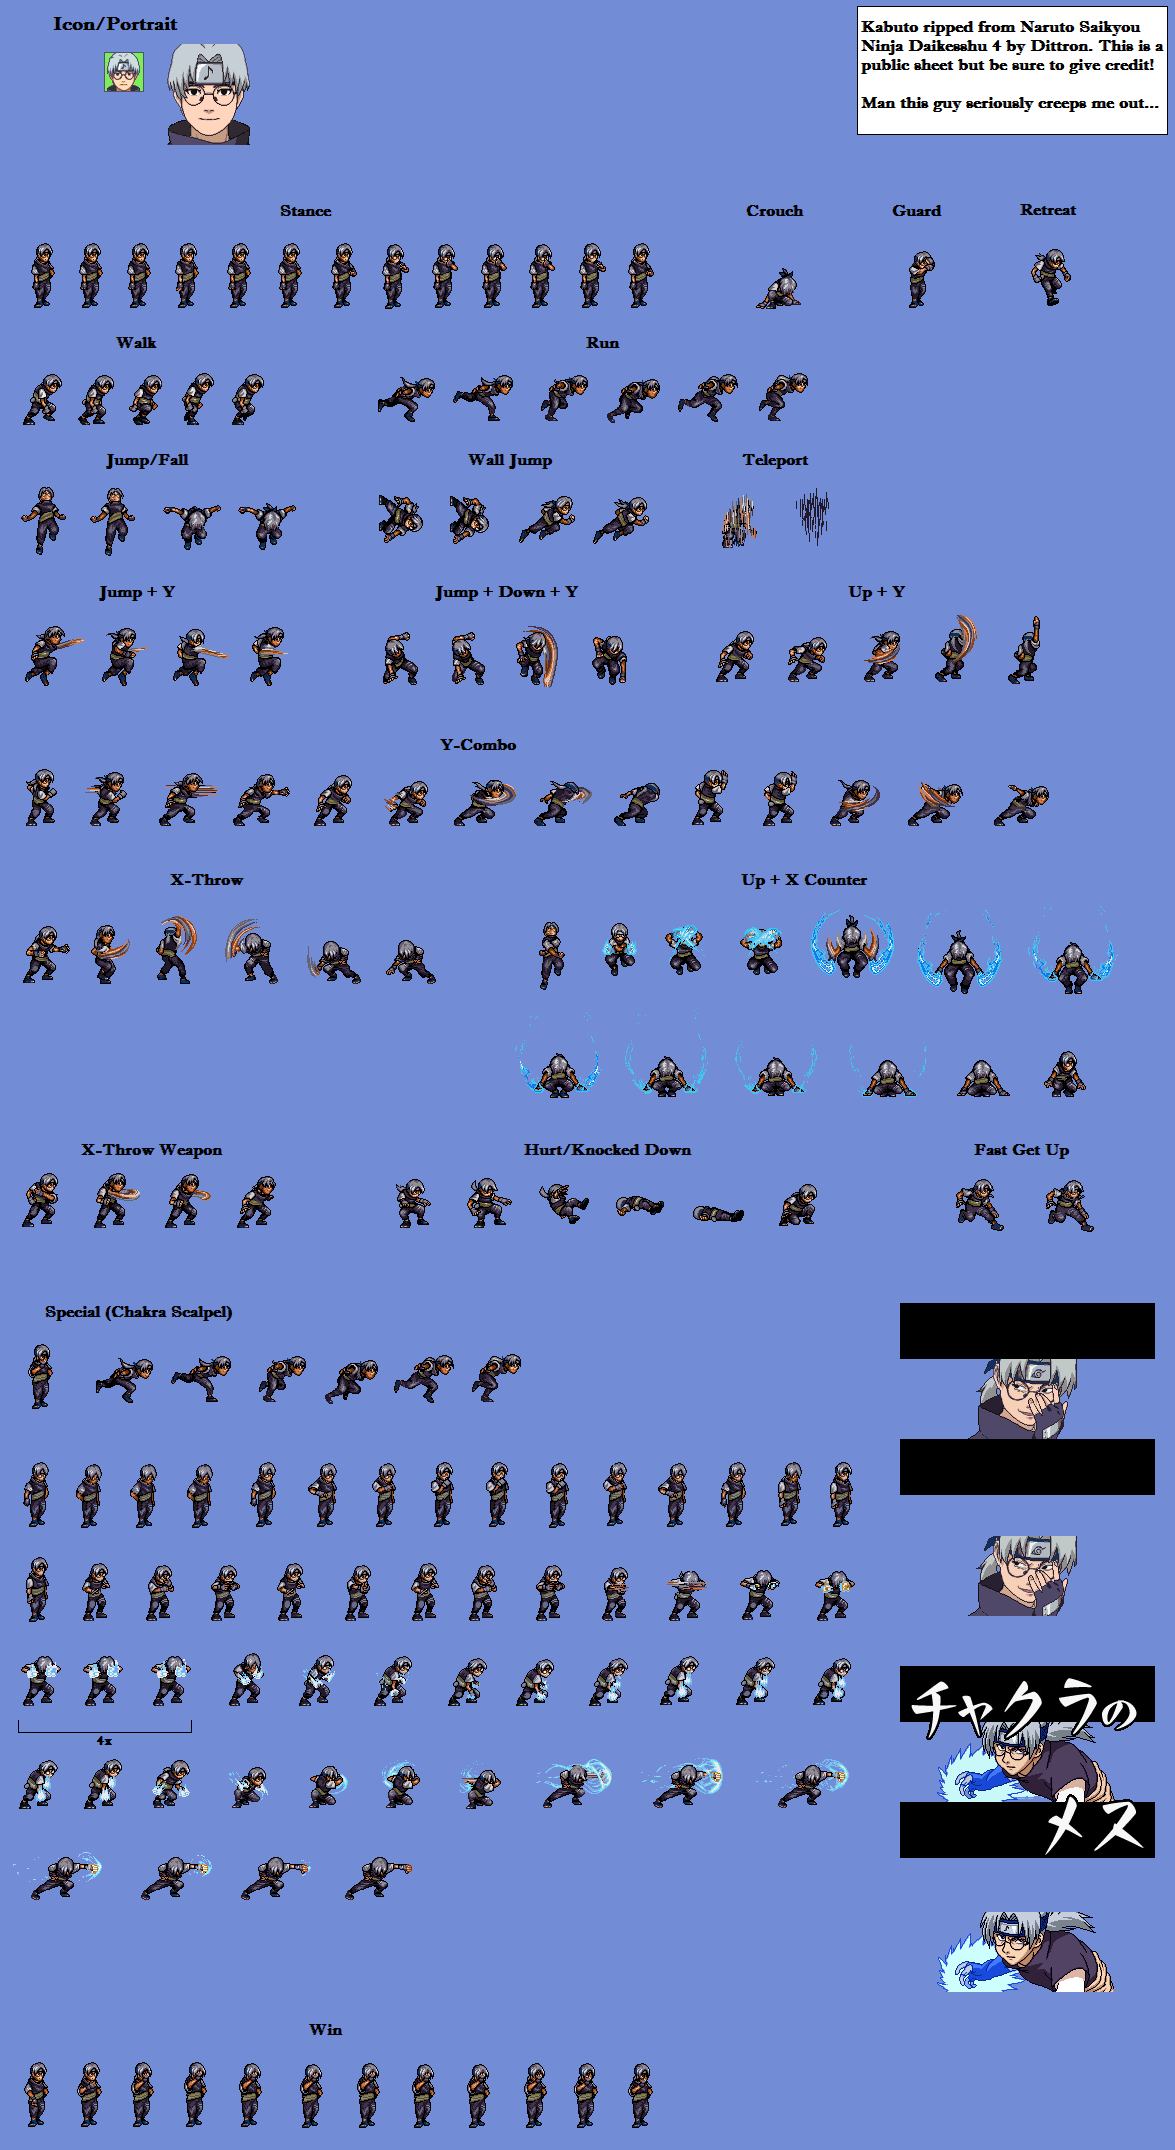 Icon/Portrait
Kabuto ripped from Naruto Saikyou
Ninja Daikesshu 4 by Dittron. This is a
public sheet but be sure to give credit!
Man this guy seriously creeps me out...
Stance
Crouch
Guard
Retreat
Walk
Run
Jump/Fall
Wall Jump
Teleport
Jump + Y
Jump + Down + Y
Up + Y
Y-Combo
X-Throw
Up + X Counter
X-Throw Weapon
Hurt/Knocked Down
Fast Get Up
Special (Chakra Scalpel)
4x
チャクラの
メス
Win